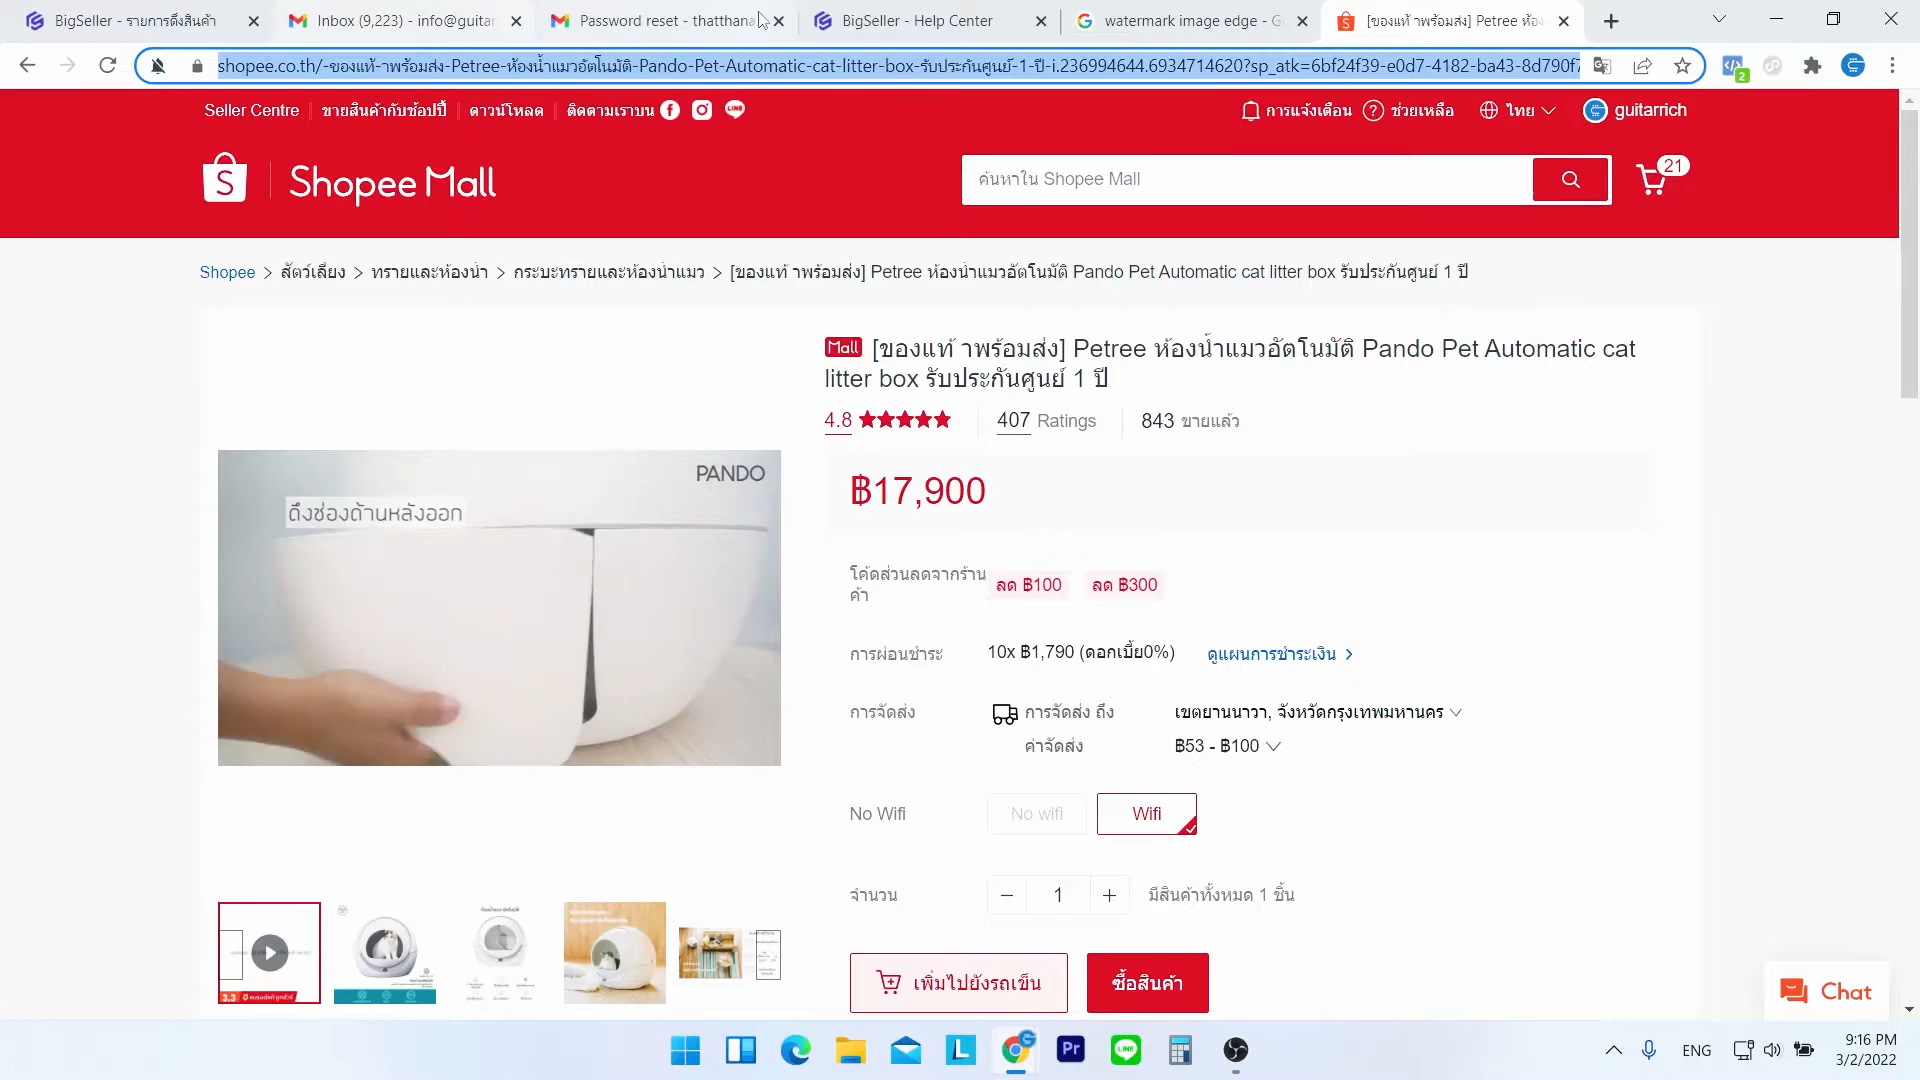 BigSeller - รายการดึงสินค้า
Inbox (9,223) - info@guitar
Password reset - thatthana
BigSeller - Help Center
watermark image edge - G
[ของแท้ าพร้อมส่ง] Petree ห้อง
shopee.co.th/-ของแท้-าพร้อมส่ง-Petree-ห้องน้ำแมวอัตโนมัติ-Pando-Pet-Automatic-cat-litter-box-รับประกันศูนย์-1-ปี-i.236994644.6934714620?sp_atk=6bf24f39-e0d7-4182-ba43-8d790f7
2
Seller Centre
ขายสินค้ากับช้อปปี้
ดาวน์โหลด
ติดตามเราบน
การแจ้งเตือน
ช่วยเหลือ
ไทย
guitarrich
Shopee Mall
ค้นหาใน Shopee Mall
21
Shopee > สัตว์เลี้ยง > ทรายและห้องน้ำ > กระบะทรายและห้องน้ำแมว > [ของแท้ าพร้อมส่ง] Petree ห้องน้ำแมวอัตโนมัติ Pando Pet Automatic cat litter box รับประกันศูนย์ 1 ปี
Mall [ของแท้ าพร้อมส่ง] Petree ห้องน้ำแมวอัตโนมัติ Pando Pet Automatic cat
litter box รับประกันศูนย์ 1 ปี
4.8
407 Ratings
843 ขายแล้ว
PANDO
ดึงช่องด้านหลังออก
฿17,900
โค้ดส่วนลดจากร้าน
ค้า
ลด ฿100
ลด ฿300
การผ่อนชำระ
10x ฿1,790 (ดอกเบี้ย0%)
ดูแผนการชำระเงิน
การจัดส่ง
การจัดส่ง ถึง
เขตยานนาวา, จังหวัดกรุงเทพมหานคร
ค่าจัดส่ง
฿53 - ฿100
No Wifi
No wifi
Wifi
จำนวน
1
มีสินค้าทั้งหมด 1 ชิ้น
เพิ่มไปยังรถเข็น
ซื้อสินค้า
3.3
Chat
Pr
LINE
ENG
9:16 PM
3/2/2022